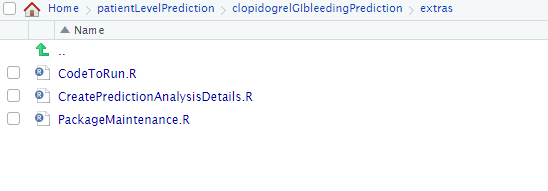 Home patientLevelPrediction clopidogrelGIbleedingPrediction extras
Name
..
CodeToRun.R
CreatePredictionAnalysisDetails.R
PackageMaintenance.R